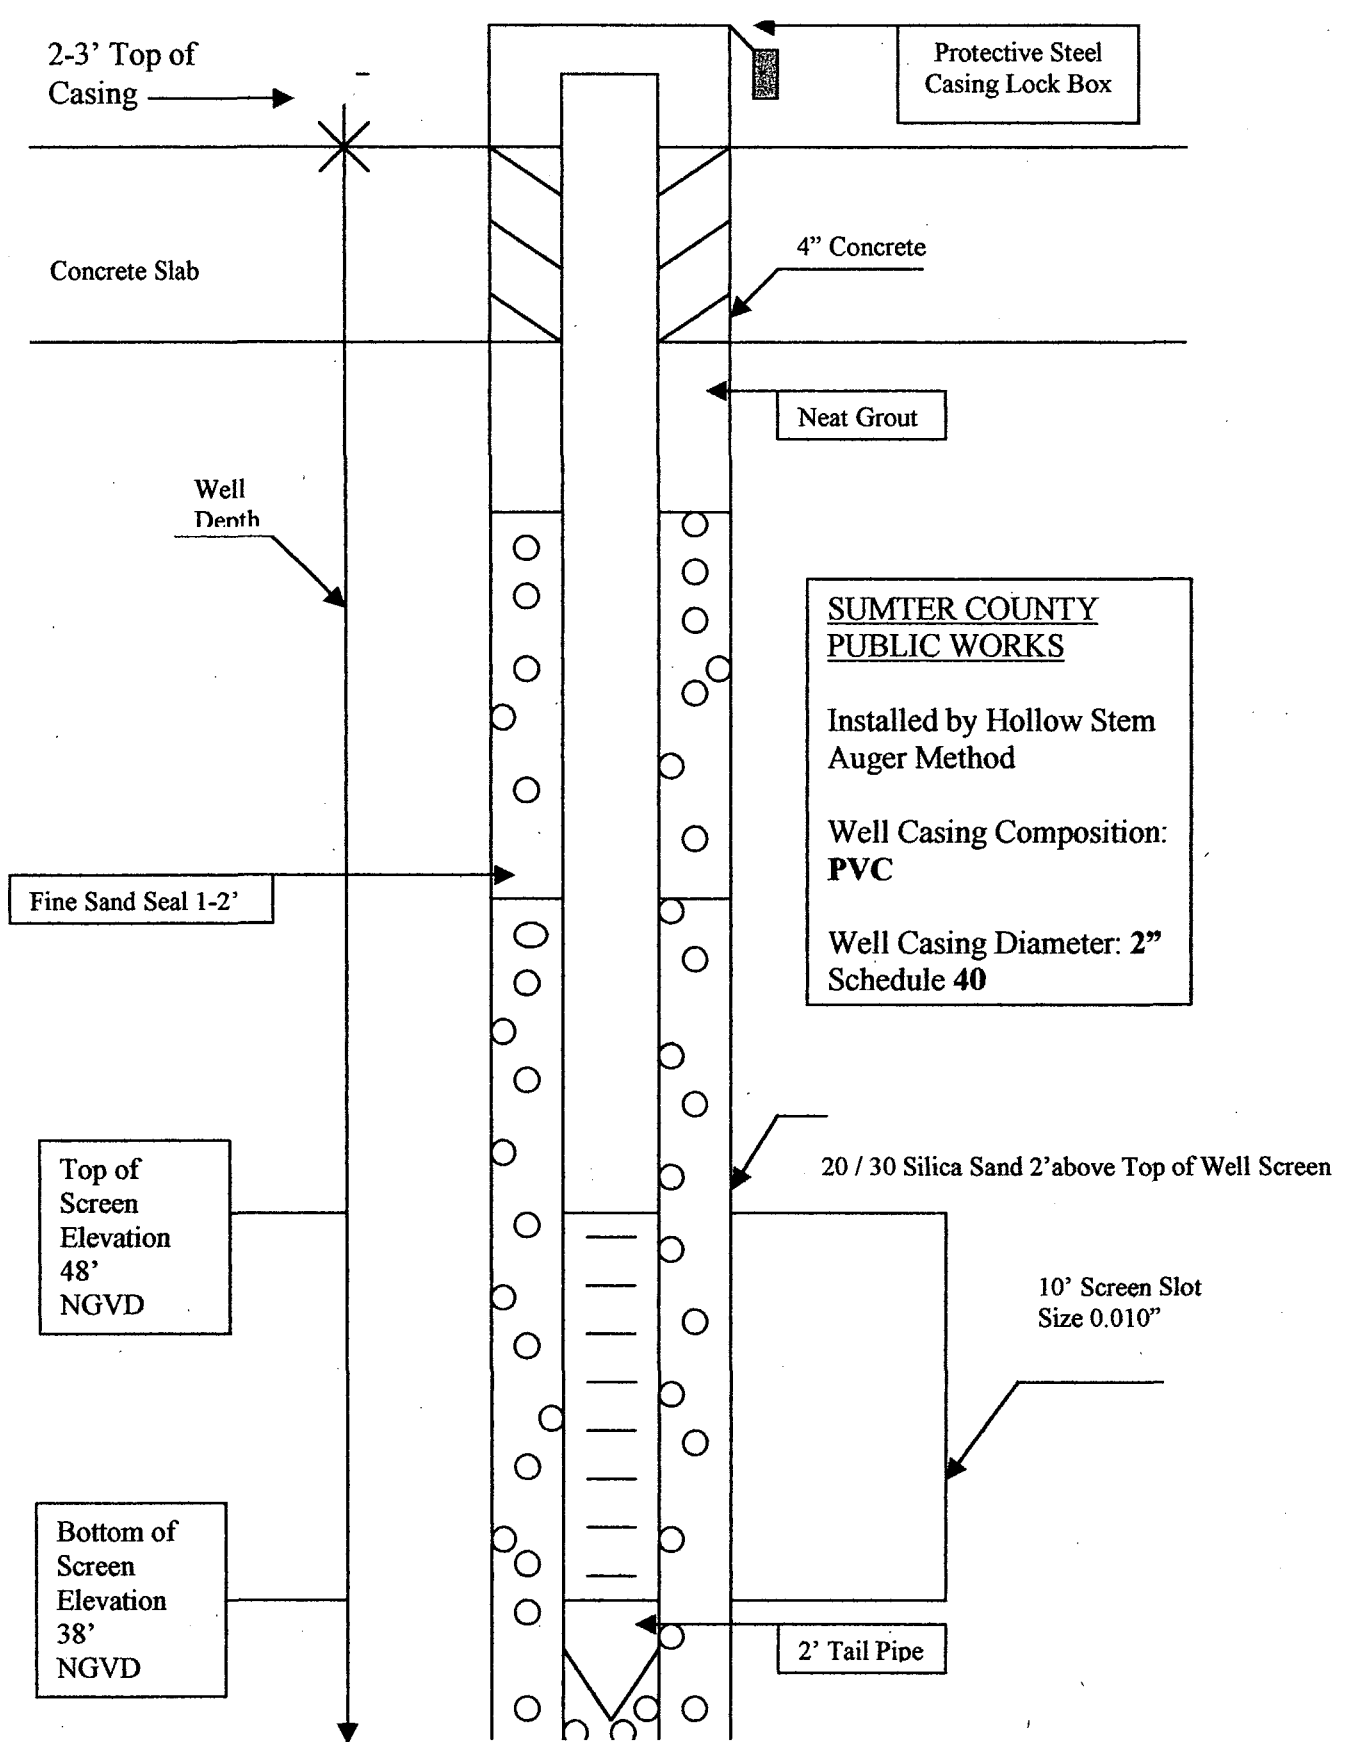 2-3’ Top of
Casing
Protective Steel
Casing Lock Box
Concrete Slab
4” Concrete
Neat Grout
Well
Depth
SUMTER COUNTY
PUBLIC WORKS
Installed by Hollow Stem
Auger Method
Well Casing Composition:
PVC
Well Casing Diameter: 2”
Schedule 40
Fine Sand Seal 1-2’
Top of
Screen
Elevation
48’
NGVD
20 / 30 Silica Sand 2’above Top of Well Screen
10’ Screen Slot
Size 0.010”
Bottom of
Screen
Elevation
38’
NGVD
2’ Tail Pipe